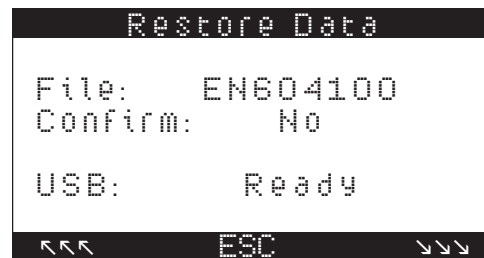 Restore Data
File: EN604100
Confirm: No
USB: Ready
↖↖↖ ESC ↘↘↘